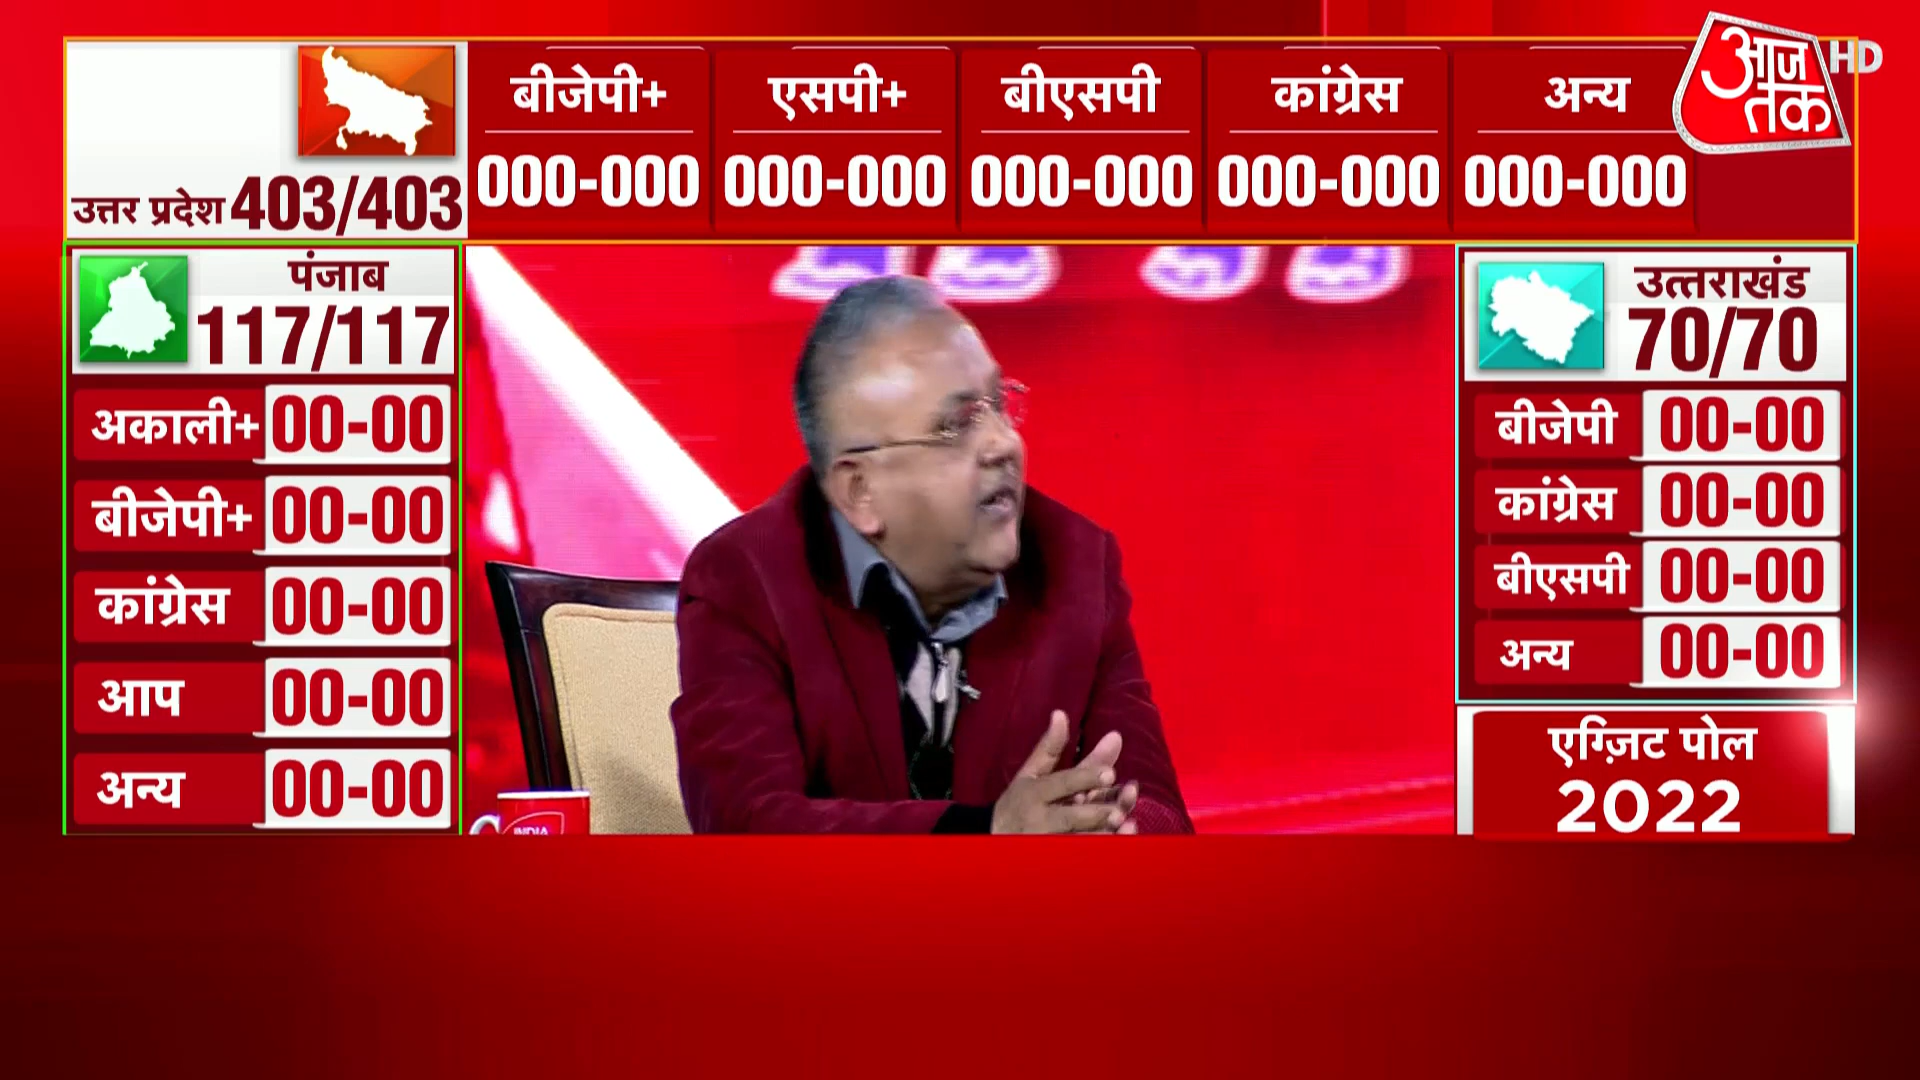 बीजेपी+ एसपी+ बीएसपी कांग्रेस अन्य
आज
तक
HD
उत्तर प्रदेश 403/403
000-000 000-000 000-000 000-000 000-000
पंजाब
117/117
अकाली+ 00-00
बीजेपी+ 00-00
कांग्रेस 00-00
आप 00-00
अन्य 00-00
INDIA
उत्तराखंड
70/70
बीजेपी 00-00
कांग्रेस 00-00
बीएसपी 00-00
अन्य 00-00
एग्ज़िट पोल
2022